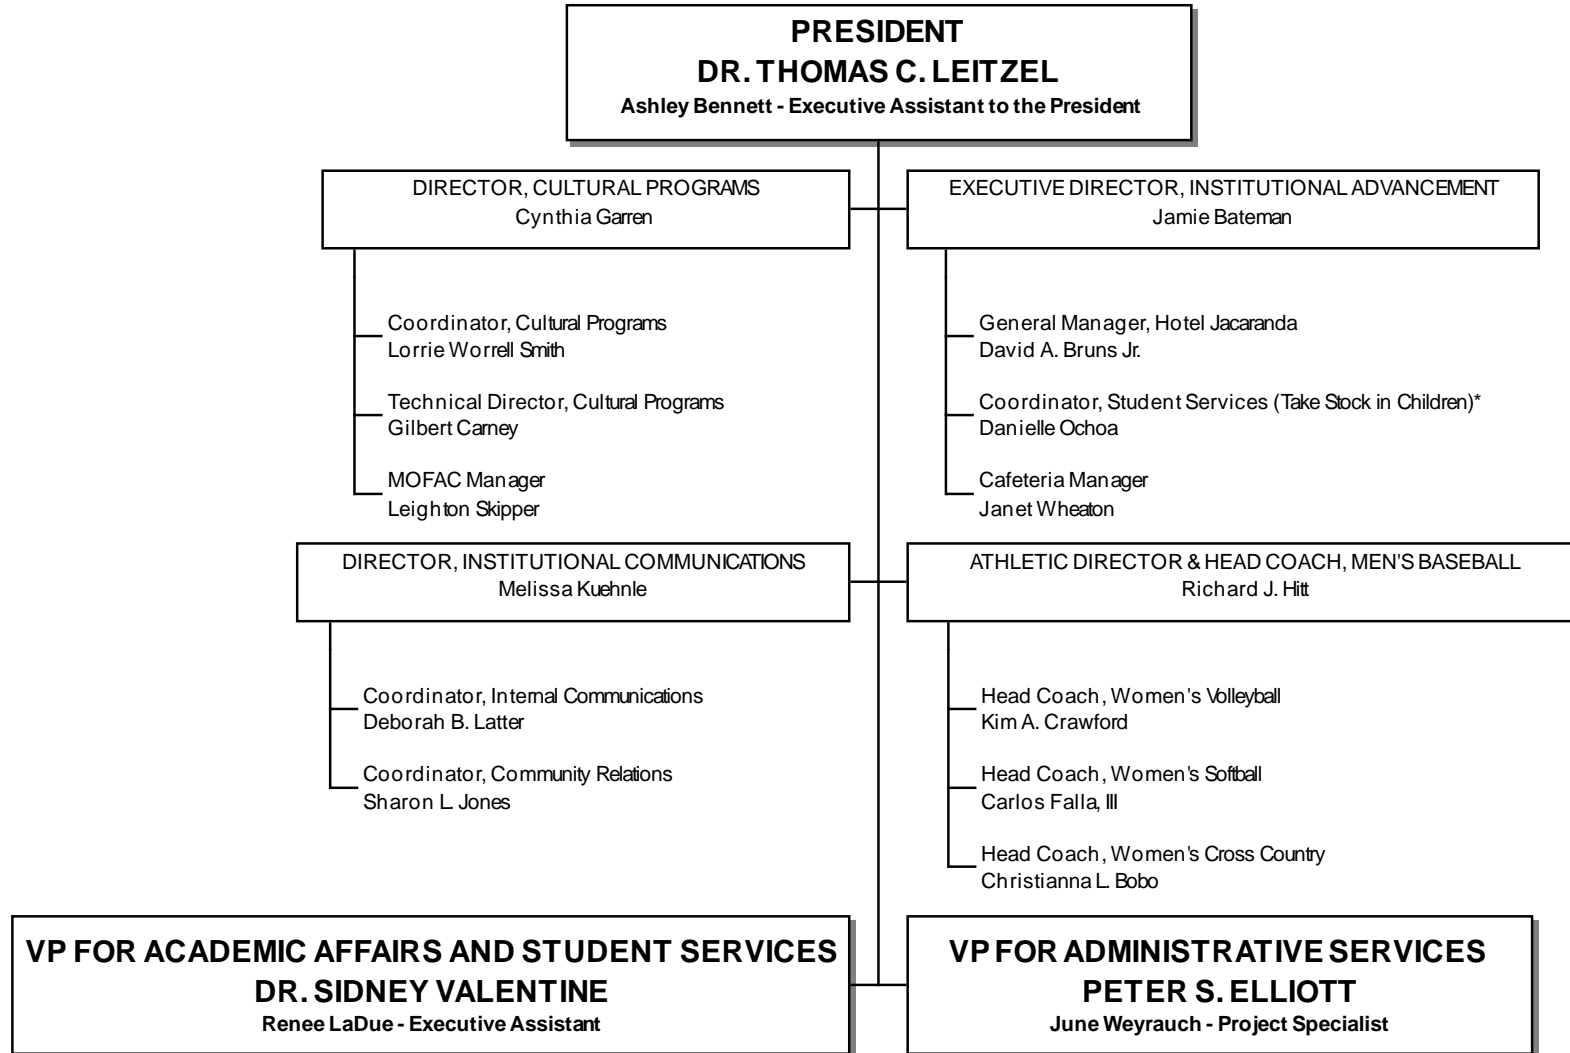 PRESIDENT
DR. THOMAS C. LEITZEL
Ashley Bennett - Executive Assistant to the President
DIRECTOR, CULTURAL PROGRAMS
Cynthia Garren
Coordinator, Cultural Programs
Lorrie Worrell Smith
Technical Director, Cultural Programs
Gilbert Carney
MOFAC Manager
Leighton Skipper
EXECUTIVE DIRECTOR, INSTITUTIONAL ADVANCEMENT
Jamie Bateman
General Manager, Hotel Jacaranda
David A. Bruns Jr.
Coordinator, Student Services (Take Stock in Children)*
Danielle Ochoa
Cafeteria Manager
Janet Wheaton
DIRECTOR, INSTITUTIONAL COMMUNICATIONS
Melissa Kuehnle
Coordinator, Internal Communications
Deborah B. Latter
Coordinator, Community Relations
Sharon L. Jones
ATHLETIC DIRECTOR & HEAD COACH, MEN'S BASEBALL
Richard J. Hitt
Head Coach, Women's Volleyball
Kim A. Crawford
Head Coach, Women's Softball
Carlos Falla, III
Head Coach, Women's Cross Country
Christianna L. Bobo
VP FOR ACADEMIC AFFAIRS AND STUDENT SERVICES
DR. SIDNEY VALENTINE
Renee LaDue - Executive Assistant
VP FOR ADMINISTRATIVE SERVICES
PETER S. ELLIOTT
June Weyrauch - Project Specialist